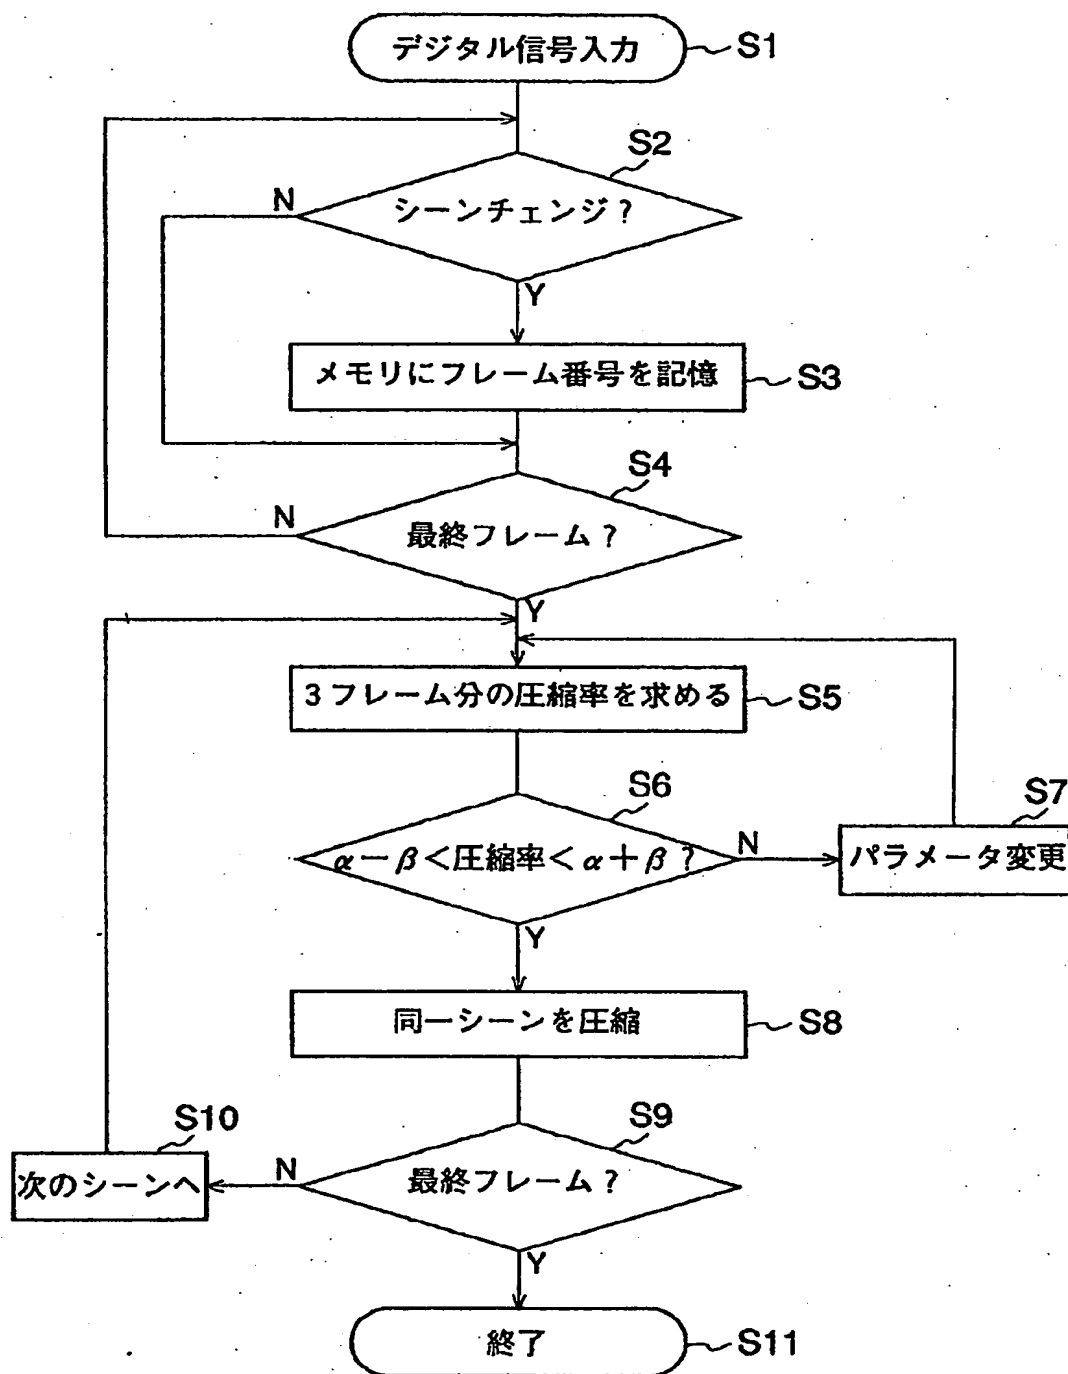 デジタル信号入力
S1
S2
N
シーンチェンジ?
Y
メモリにフレーム番号を記憶
S3
S4
N
最終フレーム?
Y
3フレーム分の圧縮率を求める
S5
S6
S7
α-β<圧縮率<α+β?
N
パラメータ変更
Y
同一シーンを圧縮
S8
S10
S9
次のシーンへ
N
最終フレーム?
Y
終了
S11